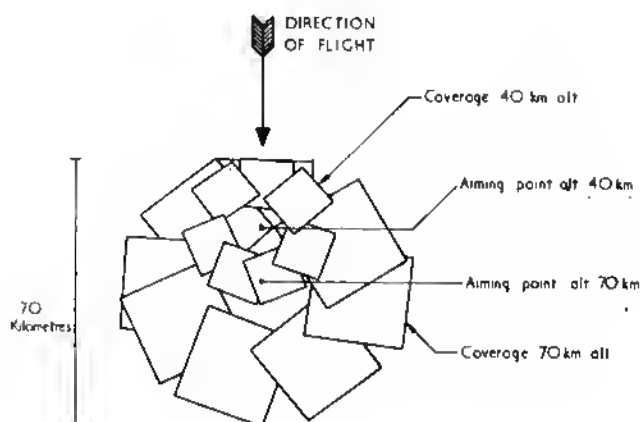 DIRECTION
OF FLIGHT
Coverage 40 km alt
Aiming point alt 40 km
Aiming point alt 70 km
70
Kilometres
Coverage 70 km alt